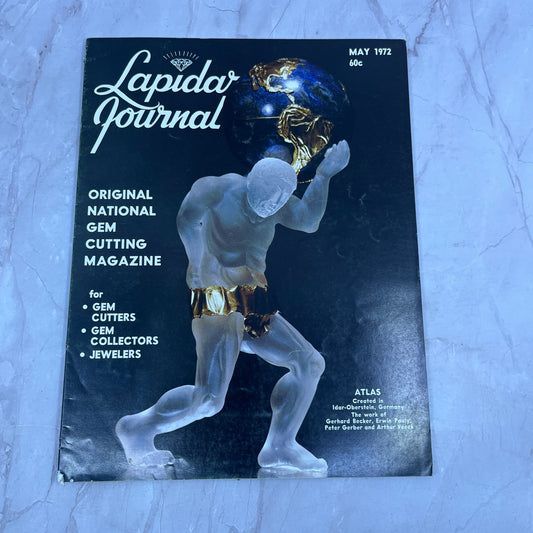 Lapidary
Journal
MAY 1972
60c
ORIGINAL
NATIONAL
GEM
CUTTING
MAGAZINE
for
• GEM
CUTTERS
• GEM
COLLECTORS
• JEWELERS
ATLAS
Created in
Idar-Oberstein, Germany
The work of
Gerhard Becker, Erwin Pauly,
Peter Gerber and Arthur